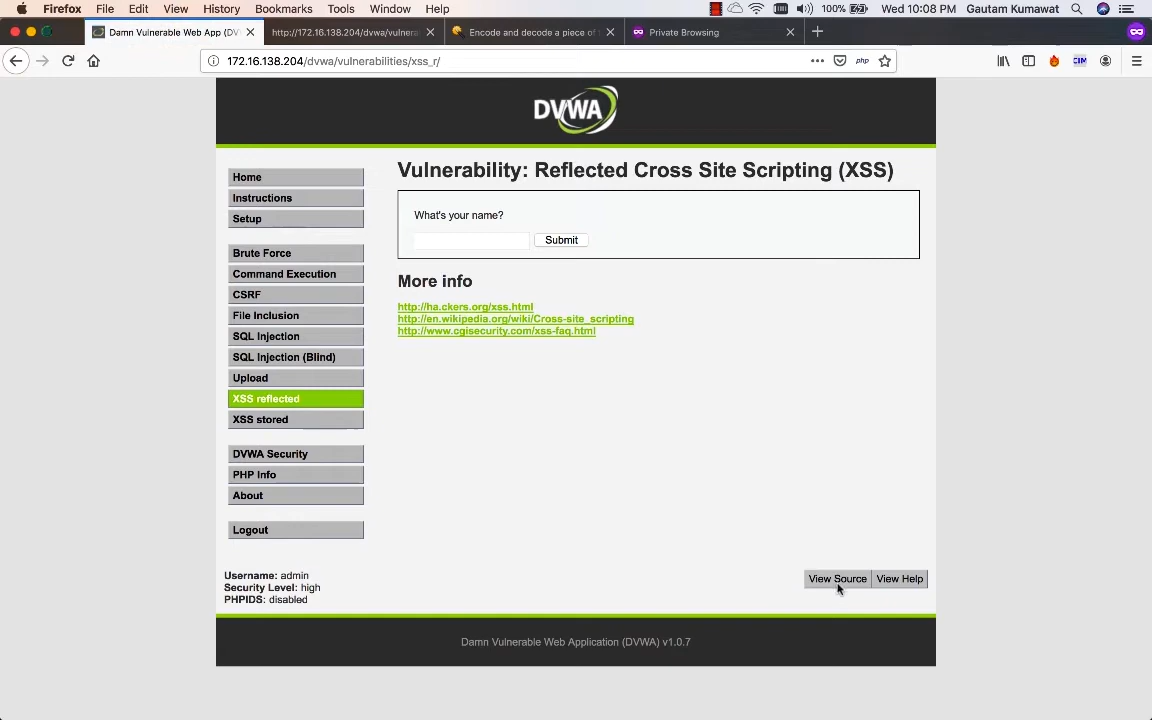 Firefox File Edit View History Bookmarks Tools Window Help 100% Wed 10:08 PM Gautam Kumawat
Damn Vulnerable Web App (DV http://172.16.138.204/dvwa/vulnera Encode and decode a piece of Private Browsing
172.16.138.204/dvwa/vulnerabilities/xss_r/ php CIM
DVWA
Vulnerability: Reflected Cross Site Scripting (XSS)
What's your name?
Submit
More info
http://ha.ckers.org/xss.html
http://en.wikipedia.org/wiki/Cross-site_scripting
http://www.cgisecurity.com/xss-faq.html
Home
Instructions
Setup
Brute Force
Command Execution
CSRF
File Inclusion
SQL Injection
SQL Injection (Blind)
Upload
XSS reflected
XSS stored
DVWA Security
PHP Info
About
Logout
Username: admin
Security Level: high
PHPIDS: disabled
View Source View Help
Damn Vulnerable Web Application (DVWA) v1.0.7